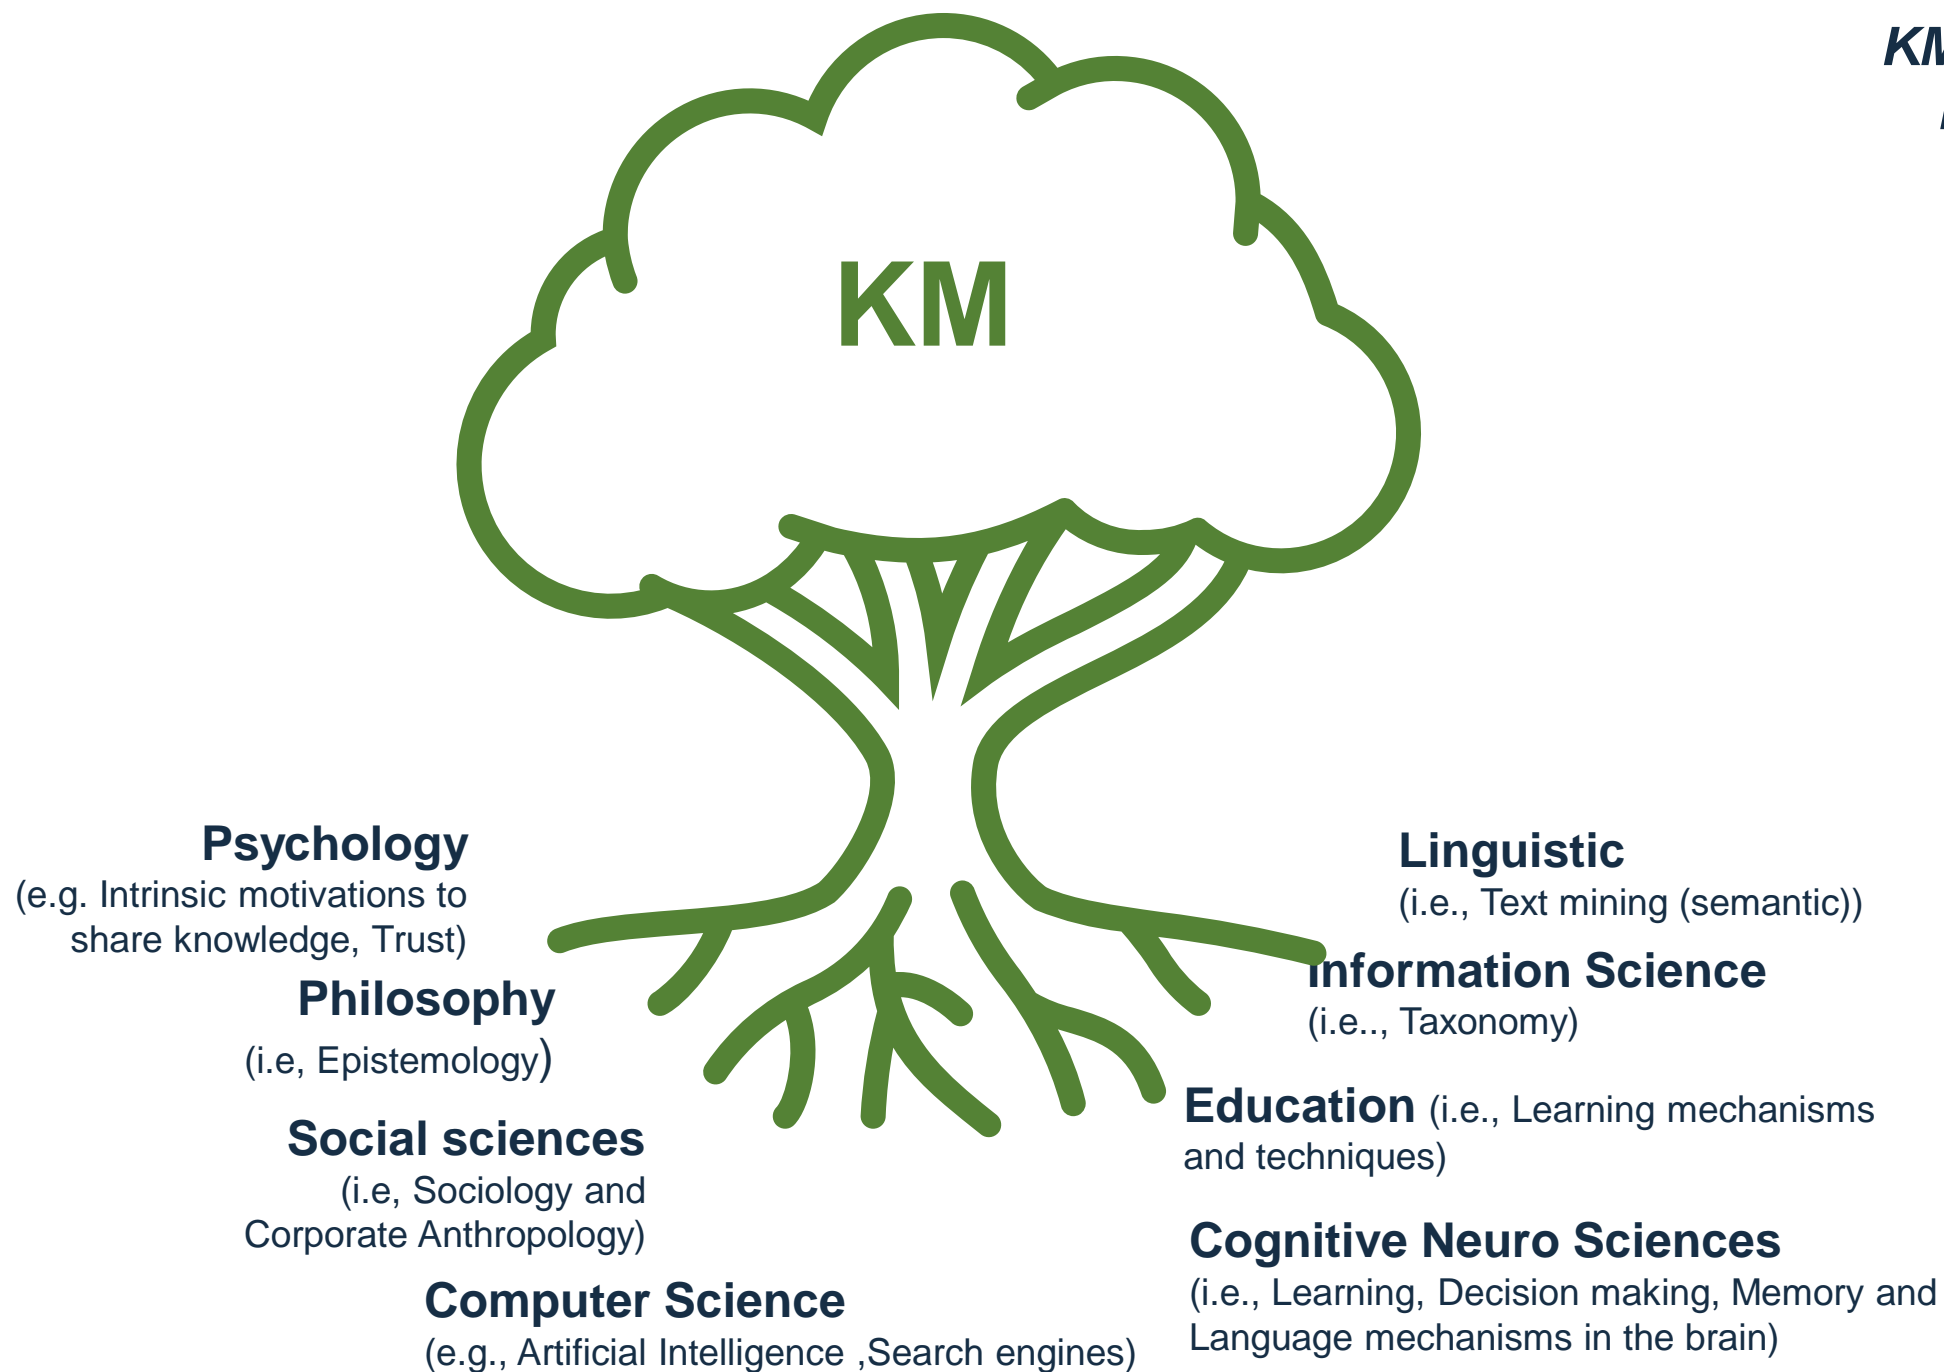 KM
KM
Psychology
(e.g. Intrinsic motivations to
share knowledge, Trust)
Philosophy
(i.e, Epistemology)
Social sciences
(i.e, Sociology and
Corporate Anthropology)
Computer Science
(e.g., Artificial Intelligence ,Search engines)
Linguistic
(i.e., Text mining (semantic))
Information Science
(i.e.., Taxonomy)
Education (i.e., Learning mechanisms
and techniques)
Cognitive Neuro Sciences
(i.e., Learning, Decision making, Memory and
Language mechanisms in the brain)